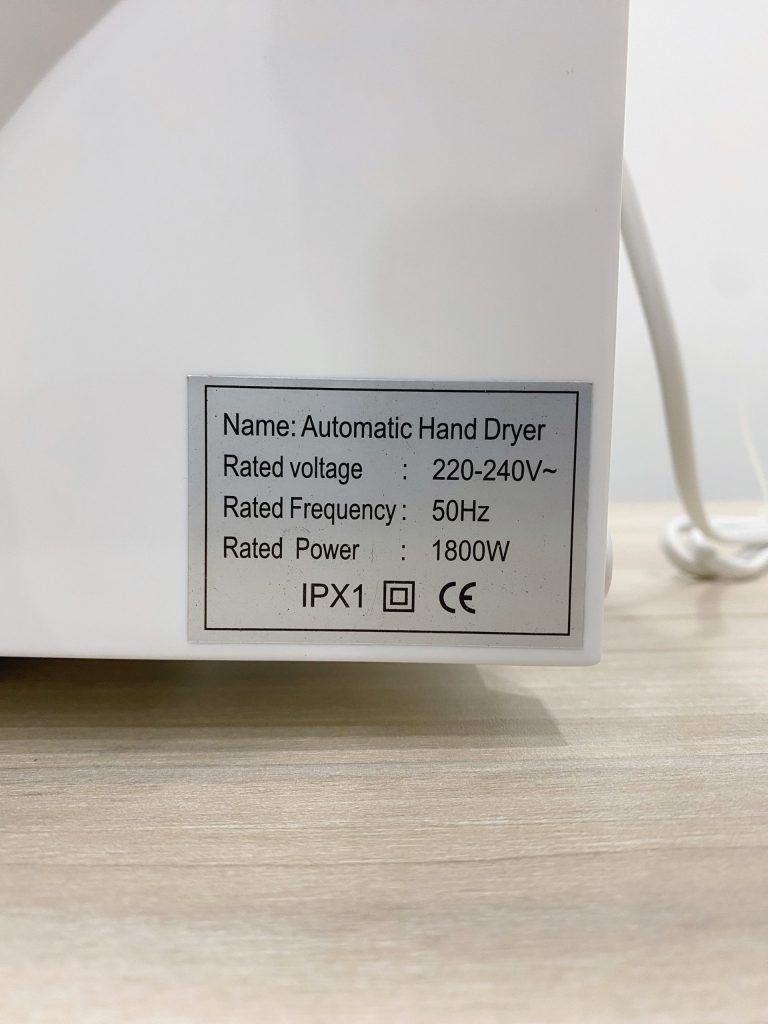 Name: Automatic Hand Dryer
Rated voltage : 220-240V~
Rated Frequency : 50Hz
Rated Power : 1800W
IPX1 CE